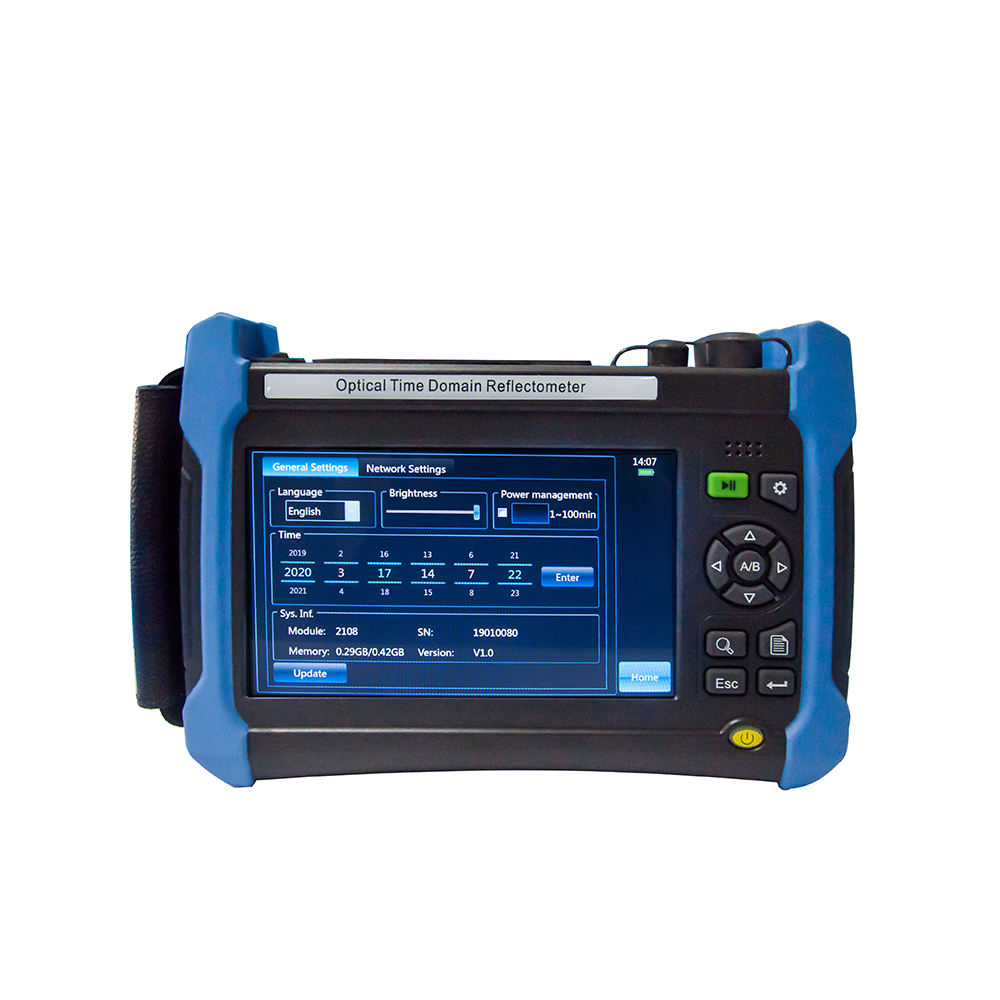 Optical Time Domain Reflectometer
General Settings Network Settings 14:07
Language Brightness Power management
English 1~100min
Time
2019 2 16 13 6 21
2020 3 17 14 7 22 Enter
2021 4 18 15 8 23
Sys. Inf.
Module: 2108 SN: 19010080
Memory: 0.29GB/0.42GB Version: V1.0
Update Home
A/B
Esc